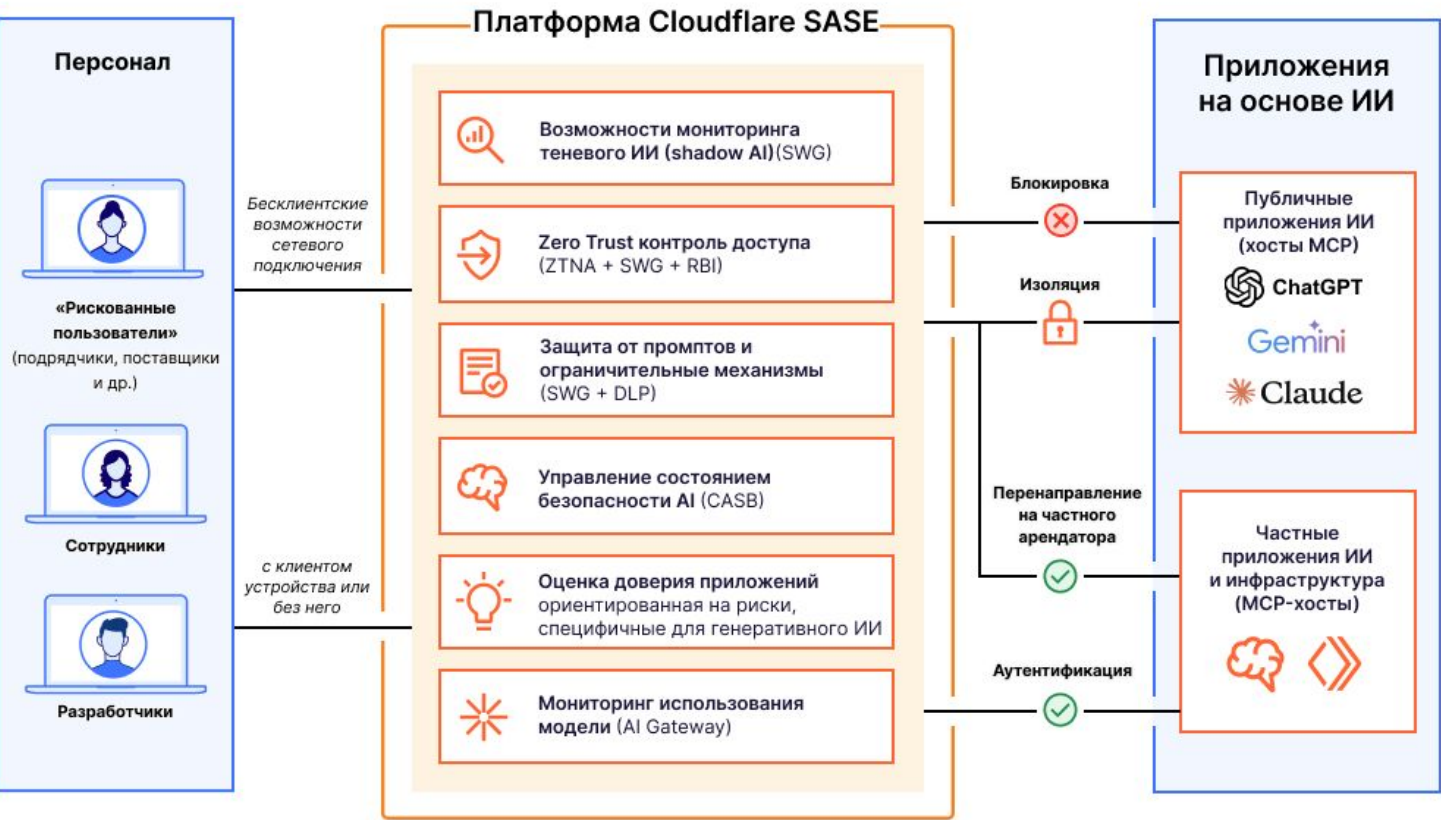 Платформа Cloudflare SASE
Персонал
«Рискованные
пользователи»
(подрядчики, поставщики
и др.)
Сотрудники
Разработчики
Бесклиентские
возможности
сетевого
подключения
с клиентом
устройства или
без него
Возможности мониторинга
теневого ИИ (shadow AI)(SWG)
Zero Trust контроль доступа
(ZTNA + SWG + RBI)
Защита от промптов и
ограничительные механизмы
(SWG + DLP)
Управление состоянием
безопасности AI (CASB)
Оценка доверия приложений
ориентированная на риски,
специфичные для генеративного ИИ
Мониторинг использования
модели (AI Gateway)
Блокировка
Изоляция
Перенаправление
на частного
арендатора
Аутентификация
Приложения
на основе ИИ
Публичные
приложения ИИ
(хосты MCP)
ChatGPT
Gemini
Claude
Частные
приложения ИИ
и инфраструктура
(MCP-хосты)